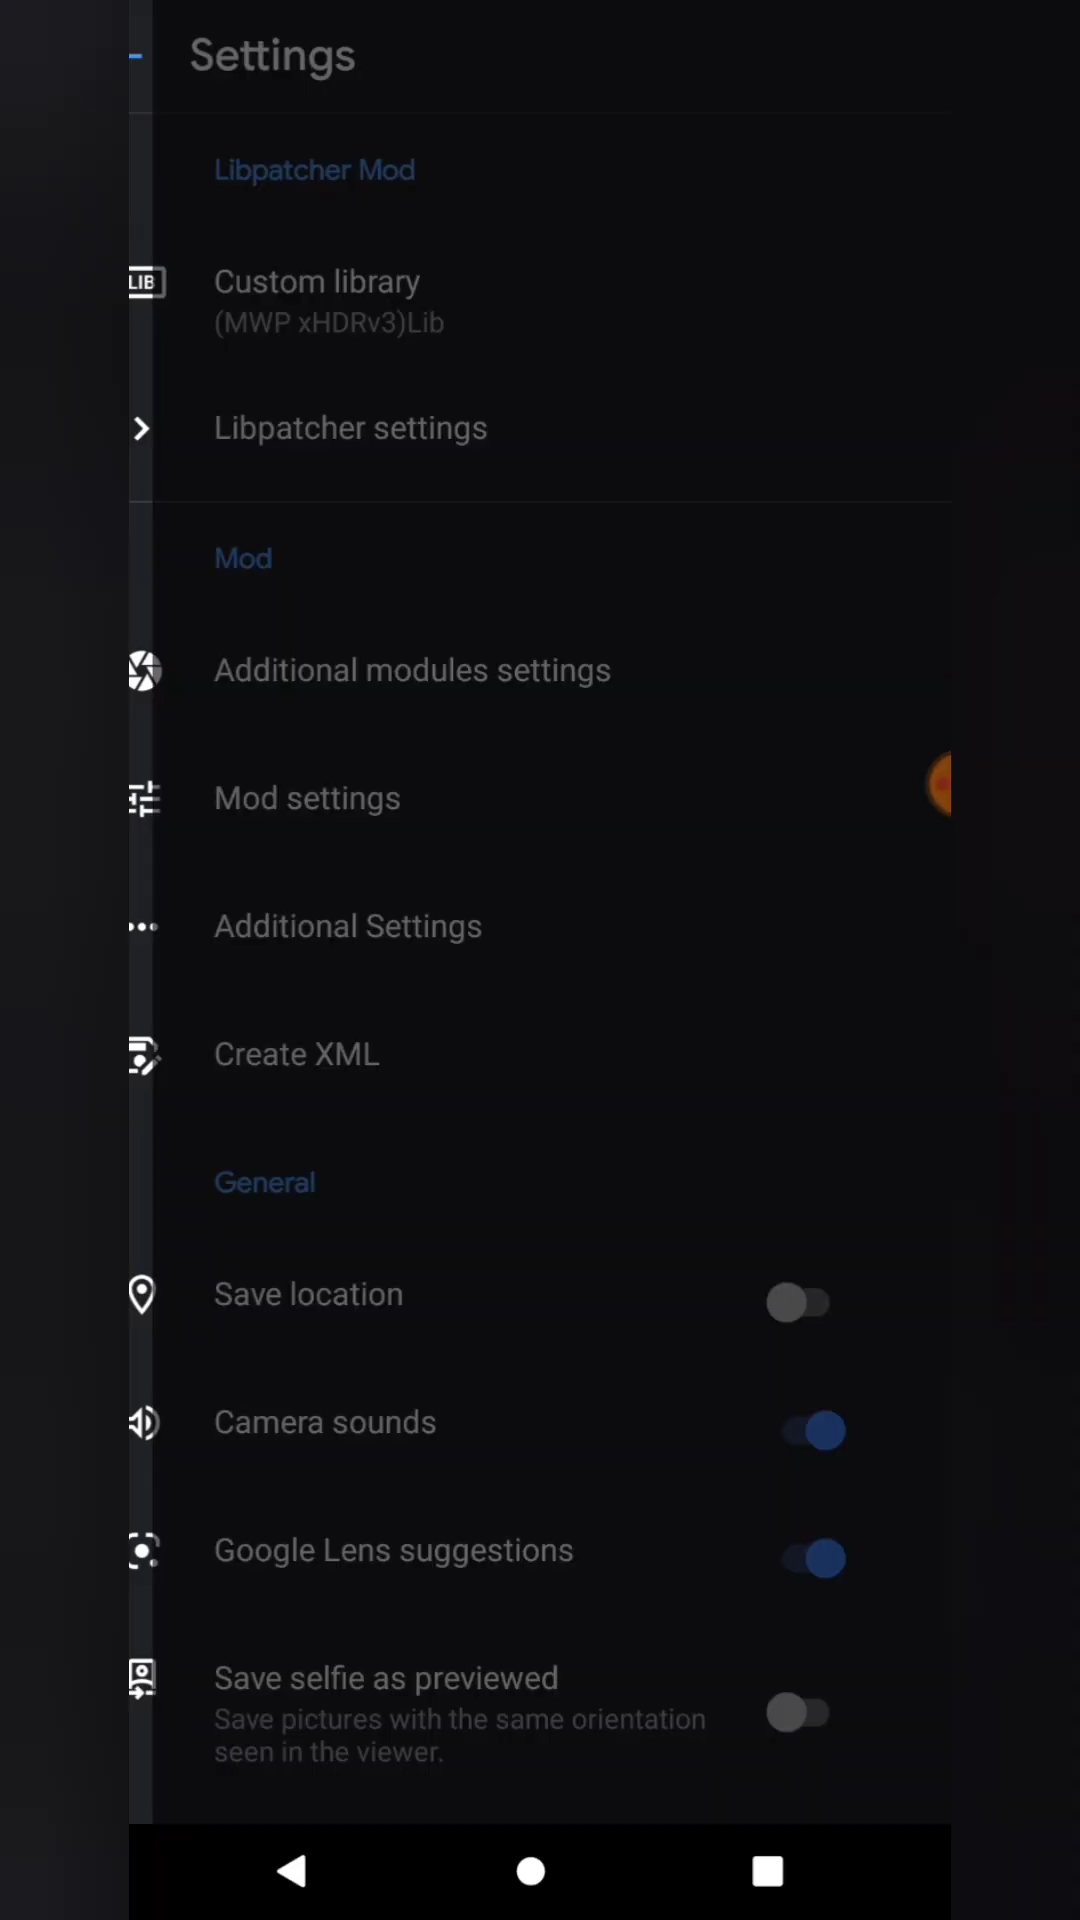 Settings
Libpatcher Mod
LIB
Custom library
(MWP xHDRv3)Lib
Libpatcher settings
Mod
Additional modules settings
Mod settings
Additional Settings
Create XML
General
Save location
Camera sounds
Google Lens suggestions
Save selfie as previewed
Save pictures with the same orientation
seen in the viewer.